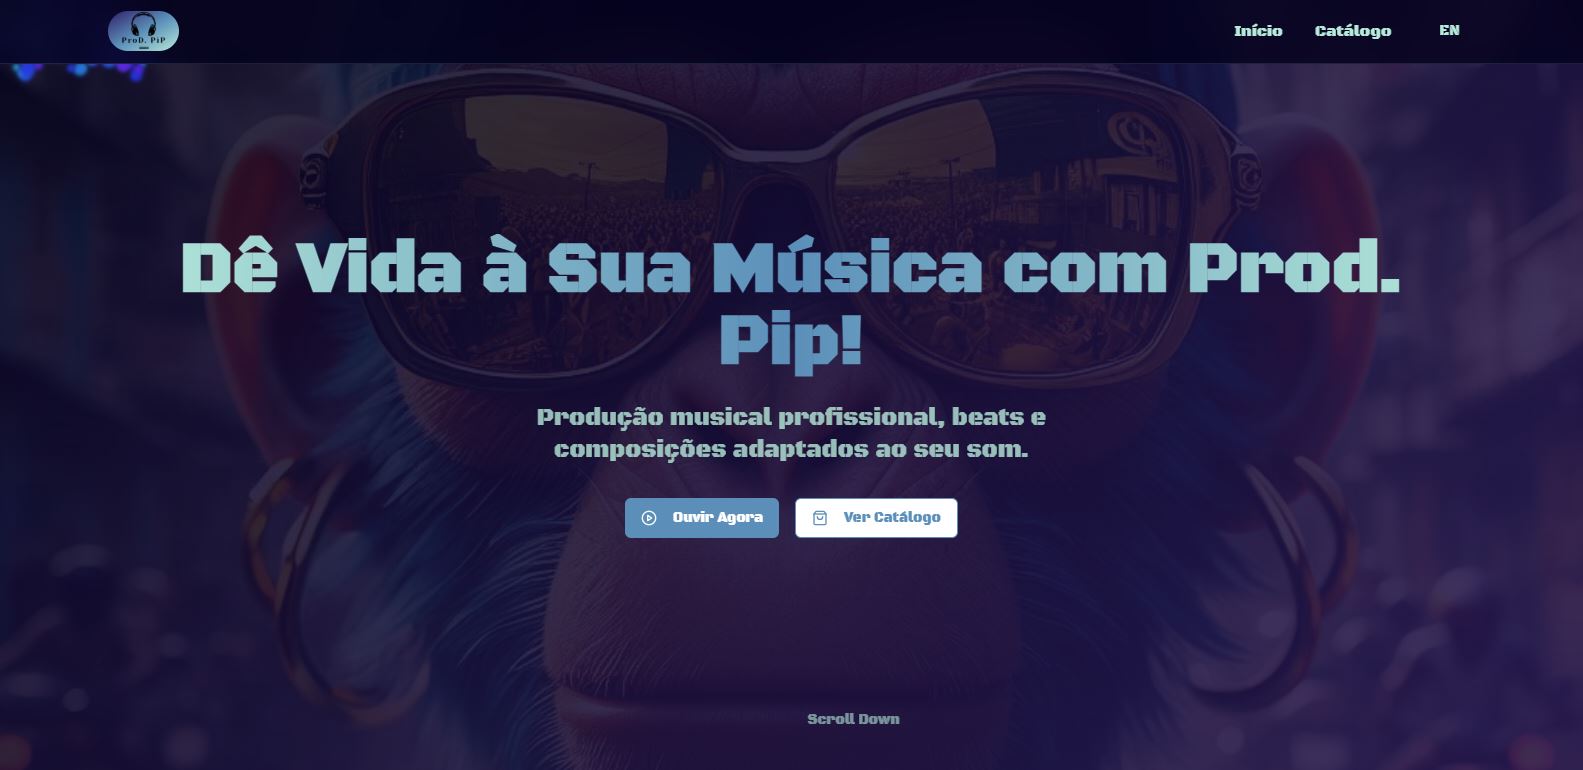 ProD. PiP
Início
Catálogo
EN
Dê Vida à Sua Música com Prod.
Pip!
Produção musical profissional, beats e
composições adaptados ao seu som.
Ouvir Agora
Ver Catálogo
Scroll Down